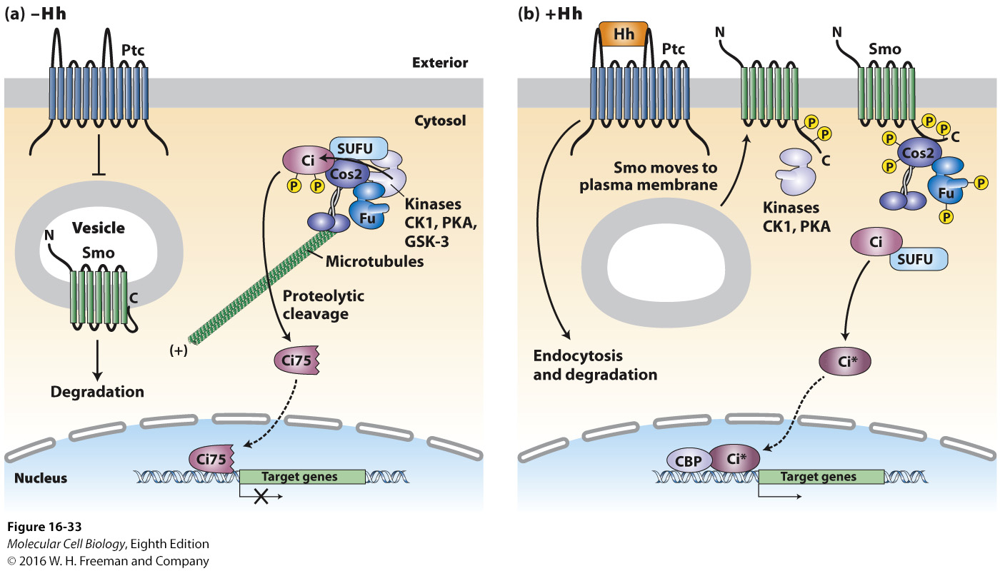 (a) –Hh
Ptc
Exterior
Cytosol
SUFU
Ci
Cos2
P
P
Fu
Kinases
CK1, PKA,
GSK-3
Vesicle
N
Smo
C
Microtubules
Proteolytic
cleavage
(+)
Ci75
Degradation
Ci75
Nucleus
Target genes
(b) +Hh
Hh
Ptc
N
N
Smo
P
P
C
P
P
C
P
Cos2
P
Fu
P
P
Smo moves to
plasma membrane
Kinases
CK1, PKA
Ci
SUFU
Endocytosis
and degradation
Ci*
CBP
Ci*
Target genes
Figure 16-33
Molecular Cell Biology, Eighth Edition
© 2016 W. H. Freeman and Company